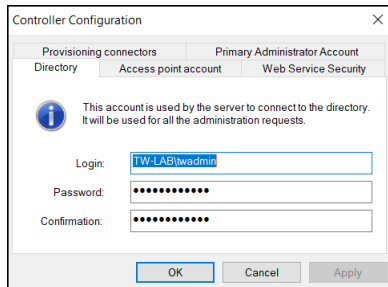 Controller Configuration
Provisioning connectors
Primary Administrator Account
Directory
Access point account
Web Service Security
This account is used by the server to connect to the directory.
It will be used for all the administration requests.
Login:
TW-LAB\twadmin
Password:
●●●●●●●●●●●●
Confirmation:
●●●●●●●●●●●●
OK
Cancel
Apply